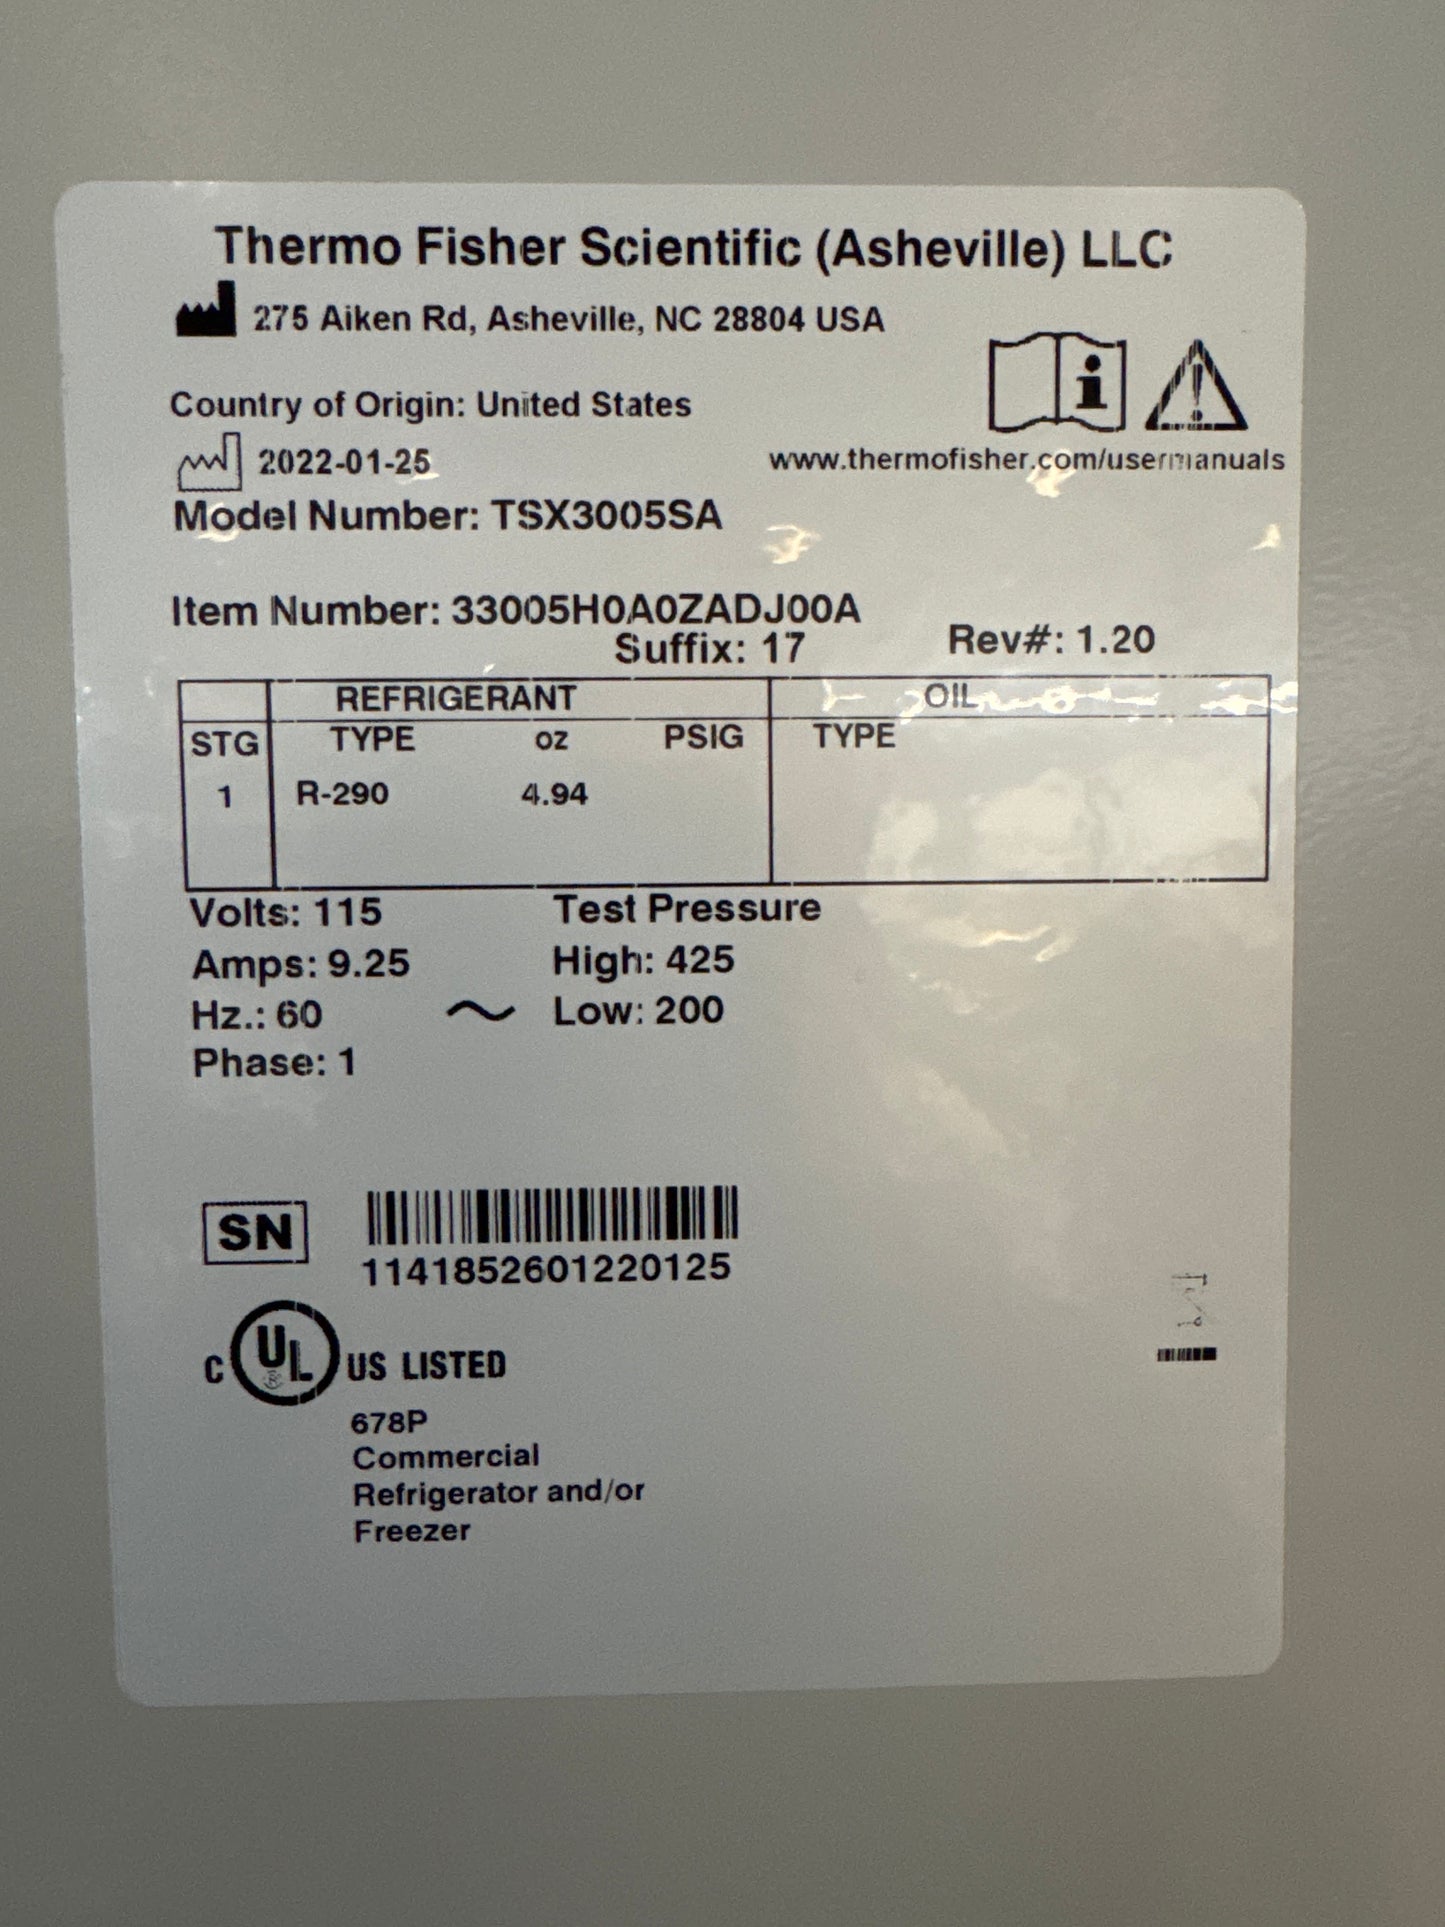 Thermo Fisher Scientific (Asheville) LLC
275 Aiken Rd, Asheville, NC 28804 USA
Country of Origin: United States
2022-01-25
www.thermofisher.com/usermanuals
Model Number: TSX3005SA
Item Number: 33005H0A0ZADJ00A
Suffix: 17 Rev#: 1.20
REFRIGERANT OIL
STG TYPE oz PSIG TYPE
1 R-290 4.94
Volts: 115 Test Pressure
Amps: 9.25 High: 425
Hz.: 60 ~ Low: 200
Phase: 1
SN
1141852601220125
C UL US LISTED
678P
Commercial
Refrigerator and/or
Freezer